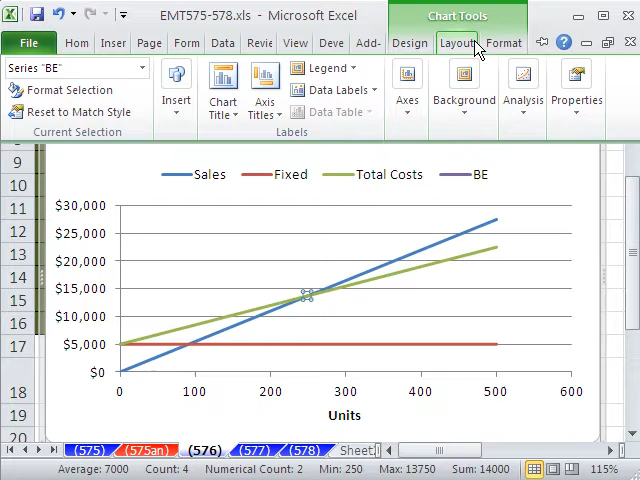 EMT575-578.xls - Microsoft Excel
Chart Tools
File Hom Inser Page Form Data Revie View Deve Add- Design Layout Format
Series "BE"
Format Selection
Reset to Match Style
Current Selection
Insert
Chart Title
Axis Titles
Legend
Data Labels
Data Table
Labels
Axes
Background
Analysis
Properties
9
10
11
12
13
14
15
16
17
18
19
20
Sales Fixed Total Costs BE
$30,000
$25,000
$20,000
$15,000
$10,000
$5,000
$0
0 100 200 300 400 500 600
Units
(575) (575an) (576) (577) (578) Sheet
Average: 7000 Count: 4 Numerical Count: 2 Min: 250 Max: 13750 Sum: 14000 115%